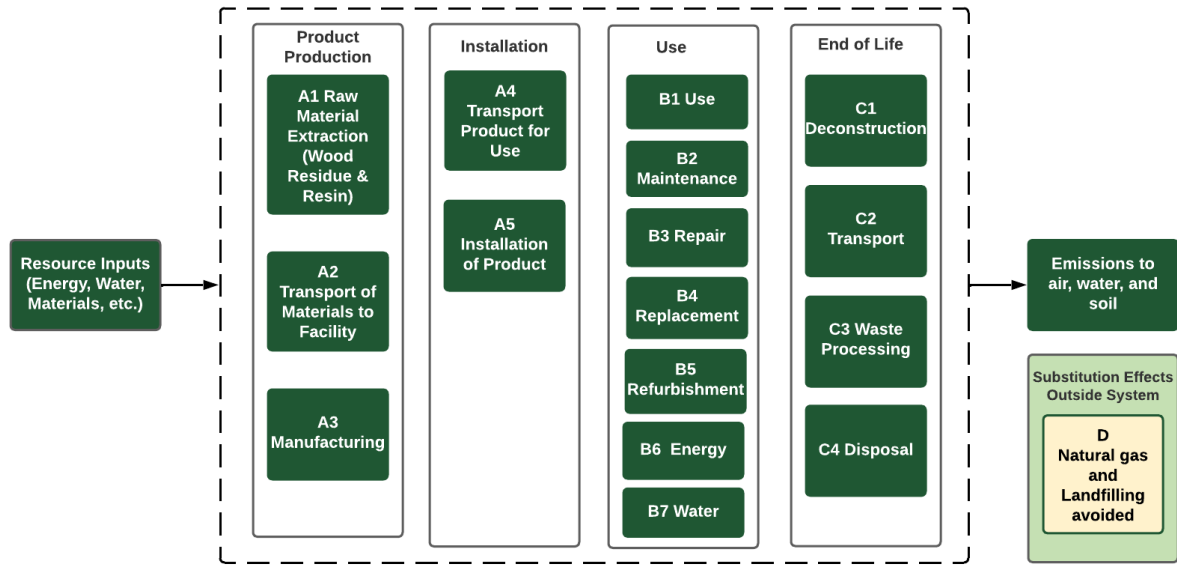 Resource Inputs
(Energy, Water,
Materials, etc.)
Product
Production
A1 Raw
Material
Extraction
(Wood
Residue &
Resin)
A2
Transport of
Materials to
Facility
A3
Manufacturing
Installation
A4
Transport
Product for
Use
A5
Installation
of Product
Use
B1 Use
B2
Maintenance
B3 Repair
B4
Replacement
B5
Refurbishment
B6 Energy
B7 Water
End of Life
C1
Deconstruction
C2
Transport
C3 Waste
Processing
C4 Disposal
Emissions to
air, water, and
soil
Substitution Effects
Outside System
D
Natural gas
and
Landfilling
avoided